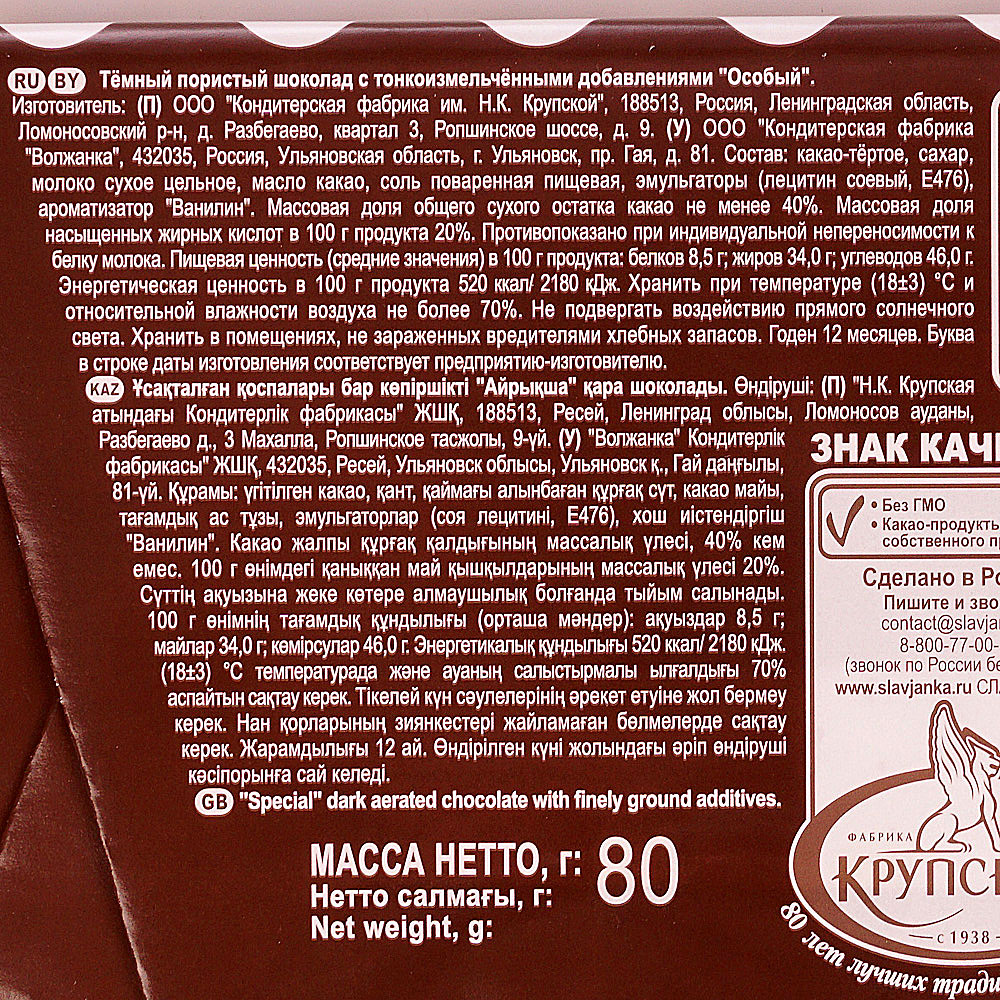 RU BY Тёмный пористый шоколад с тонкоизмельчёнными добавлениями "Особый".
Изготовитель: (П) ООО "Кондитерская фабрика им. Н.К. Крупской", 188513, Россия, Ленинградская область,
Ломоносовский р-н, д. Разбегаево, квартал 3, Ропшинское шоссе, д. 9. (У) ООО "Кондитерская фабрика
"Волжанка", 432035, Россия, Ульяновская область, г. Ульяновск, пр. Гая, д. 81. Состав: какао-тёртое, сахар,
молоко сухое цельное, масло какао, соль поваренная пищевая, эмульгаторы (лецитин соевый, Е476),
ароматизатор "Ванилин". Массовая доля общего сухого остатка какао не менее 40%. Массовая доля
насыщенных жирных кислот в 100 г продукта 20%. Противопоказано при индивидуальной непереносимости к
белку молока. Пищевая ценность (средние значения) в 100 г продукта: белков 8,5 г; жиров 34,0 г; углеводов 46,0 г.
Энергетическая ценность в 100 г продукта 520 ккал/ 2180 кДж. Хранить при температуре (18±3) °С и
относительной влажности воздуха не более 70%. Не подвергать воздействию прямого солнечного
света. Хранить в помещениях, не зараженных вредителями хлебных запасов. Годен 12 месяцев. Буква
в строке даты изготовления соответствует предприятию-изготовителю.
KAZ Ұсақталған қоспалары бар көпіршікті "Айрықша" қара шоколады. Өндіруші: (П) "Н.К. Крупская
атындағы Кондитерлік фабрикасы" ЖШҚ, 188513, Ресей, Ленинград облысы, Ломоносов ауданы,
Разбегаево д., 3 Махалла, Ропшинское тасжолы, 9-үй. (У) "Волжанка" Кондитерлік
фабрикасы" ЖШҚ, 432035, Ресей, Ульяновск облысы, Ульяновск қ., Гай даңғылы,
81-үй. Құрамы: үгітілген какао, қант, қаймағы алынбаған құрғақ сүт, какао майы,
тағамдық ас тұзы, эмульгаторлар (соя лецитині, Е476), хош иістендіргіш
"Ванилин". Какао жалпы құрғақ қалдығының массалық үлесі, 40% кем
емес. 100 г өнімдегі қаныққан май қышқылдарының массалық үлесі 20%.
Сүттің ақуызына жеке көтере алмаушылық болғанда тыйым салынады.
100 г өнімнің тағамдық құндылығы (орташа мәндер): ақуыздар 8,5 г;
майлар 34,0 г; көмірсулар 46,0 г. Энергетикалық құндылығы 520 ккал/ 2180 кДж.
(18±3) °С температурада және ауаның салыстырмалы ылғалдығы 70%
аспайтын сақтау керек. Тікелей күн сәулелерінің әрекет етуіне жол бермеу
керек. Нан қорларының зиянкестері жайламаған бөлмелерде сақтау
керек. Жарамдылығы 12 ай. Өндірілген күні жолындағы әріп өндіруші
кәсіпорынға сай келеді.
GB "Special" dark aerated chocolate with finely ground additives.
МАССА НЕТТО, г: 80
Нетто салмағы, г:
Net weight, g:
ЗНАК КАЧ
• Без ГМО
• Какао-продукты
собственного п
Сделано в Ро
Пишите и зво
contact@slavja
8-800-77-00-
(звонок по России бе
www.slavjanka.ru СЛ
ФАБРИКА
КРУПС
с 1938
80 лет лучших тради